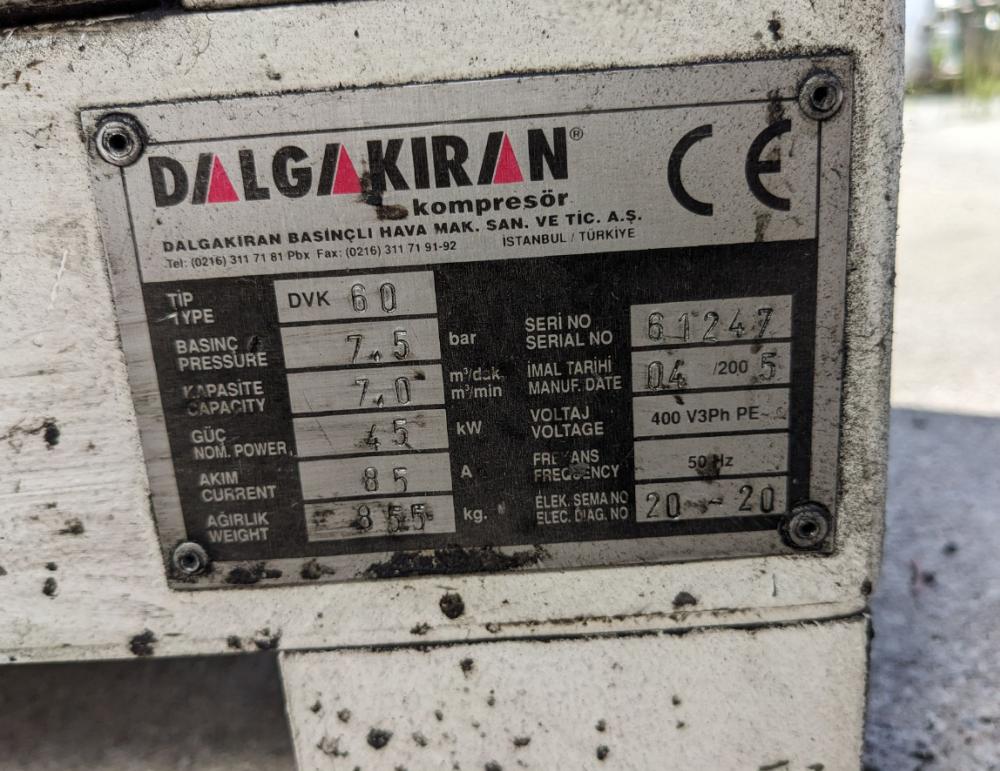 DALGAKIRAN®
kompresör
CE
DALGAKIRAN BASINÇLI HAVA MAK. SAN. VE TİC. A.Ş.
Tel: (0216) 311 71 81 Pbx Fax: (0216) 311 71 91-92 İSTANBUL / TÜRKİYE
TİP
TYPE
DVK 60
BASINÇ
PRESSURE
7.5 bar
KAPASİTE
CAPACITY
7.0 m³/dak
m³/min
GÜÇ
NOM. POWER
45 kW
AKIM
CURRENT
85 A
AĞIRLIK
WEIGHT
855 kg.
SERİ NO
SERIAL NO
61247
İMAL TARİHİ
MANUF. DATE
04 /2005
VOLTAJ
VOLTAGE
400 V3Ph PE~
FREKANS
FREQUENCY
50 Hz
ELEK. ŞEMA NO
ELEC. DIAG. NO
20-20